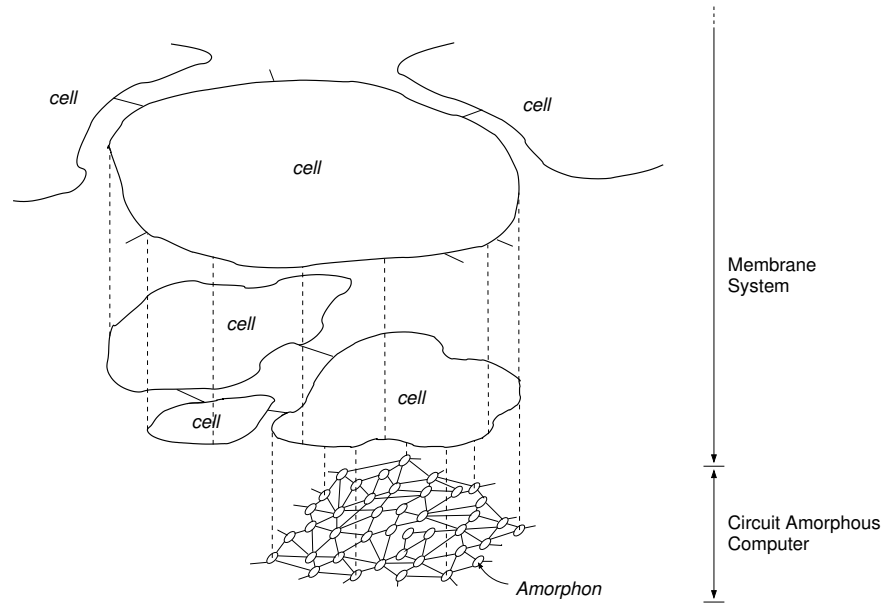 cell
cell
cell
Membrane
System
cell
cell
cell
Circuit Amorphous
Computer
Amorphon